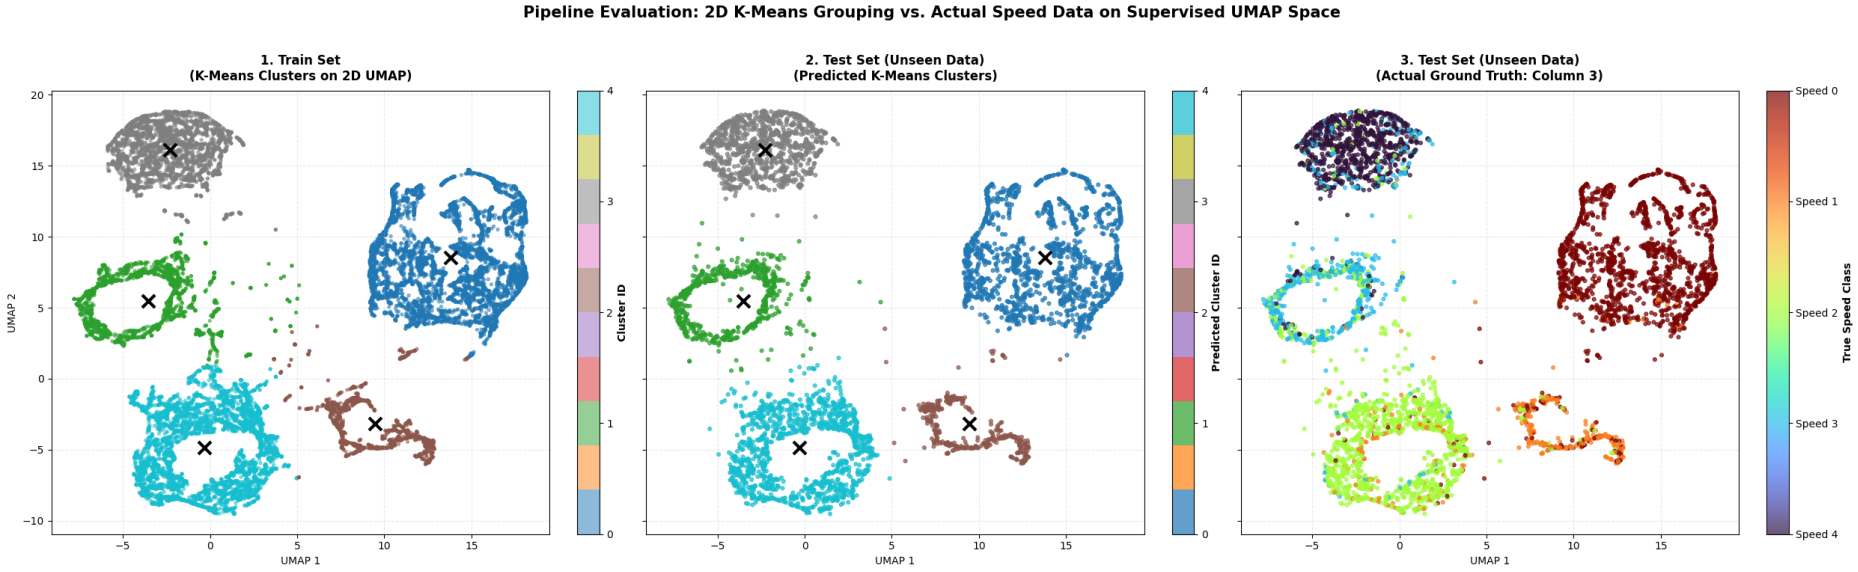 Pipeline Evaluation: 2D K-Means Grouping vs. Actual Speed Data on Supervised UMAP Space
1. Train Set
(K-Means Clusters on 2D UMAP)
20
15
10
5
0
−5
−10
UMAP 2
−5
0
5
10
15
UMAP 1
4
3
2
1
0
Cluster ID
2. Test Set (Unseen Data)
(Predicted K-Means Clusters)
−5
0
5
10
15
UMAP 1
4
3
2
1
0
Predicted Cluster ID
3. Test Set (Unseen Data)
(Actual Ground Truth: Column 3)
−5
0
5
10
15
UMAP 1
Speed 0
Speed 1
Speed 2
Speed 3
Speed 4
True Speed Class